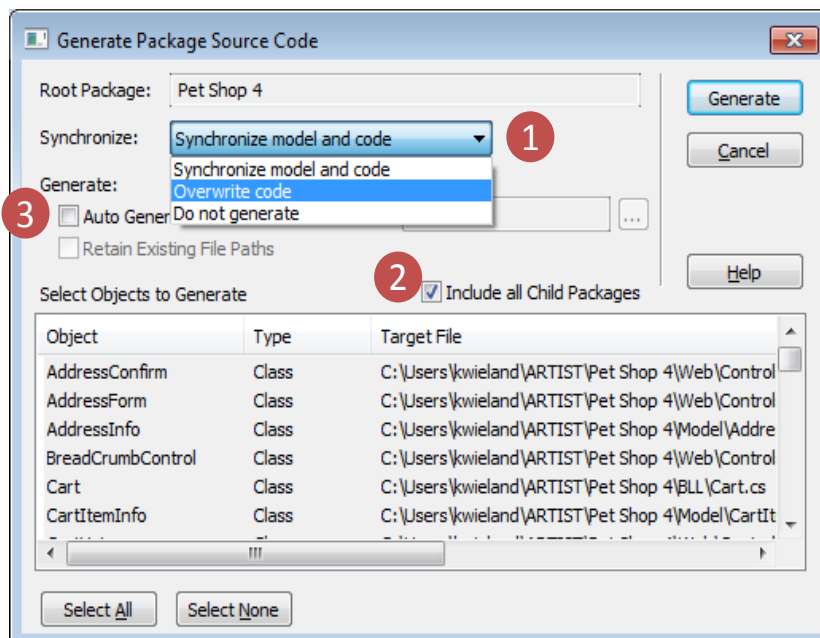 Generate Package Source Code
Root Package: Pet Shop 4
Generate
Synchronize: Synchronize model and code
1
Cancel
Synchronize model and code
Generate:
Overwrite code
3
Auto Gener
Do not generate
...
Retain Existing File Paths
2
Help
Select Objects to Generate
Include all Child Packages
Object Type Target File
AddressConfirm Class C:\Users\kwieland\ARTIST\Pet Shop 4\Web\Control
AddressForm Class C:\Users\kwieland\ARTIST\Pet Shop 4\Web\Control
AddressInfo Class C:\Users\kwieland\ARTIST\Pet Shop 4\Model\Addre
BreadCrumbControl Class C:\Users\kwieland\ARTIST\Pet Shop 4\Web\Control
Cart Class C:\Users\kwieland\ARTIST\Pet Shop 4\BLL\Cart.cs
CartItemInfo Class C:\Users\kwieland\ARTIST\Pet Shop 4\Model\CartIt
Select All Select None